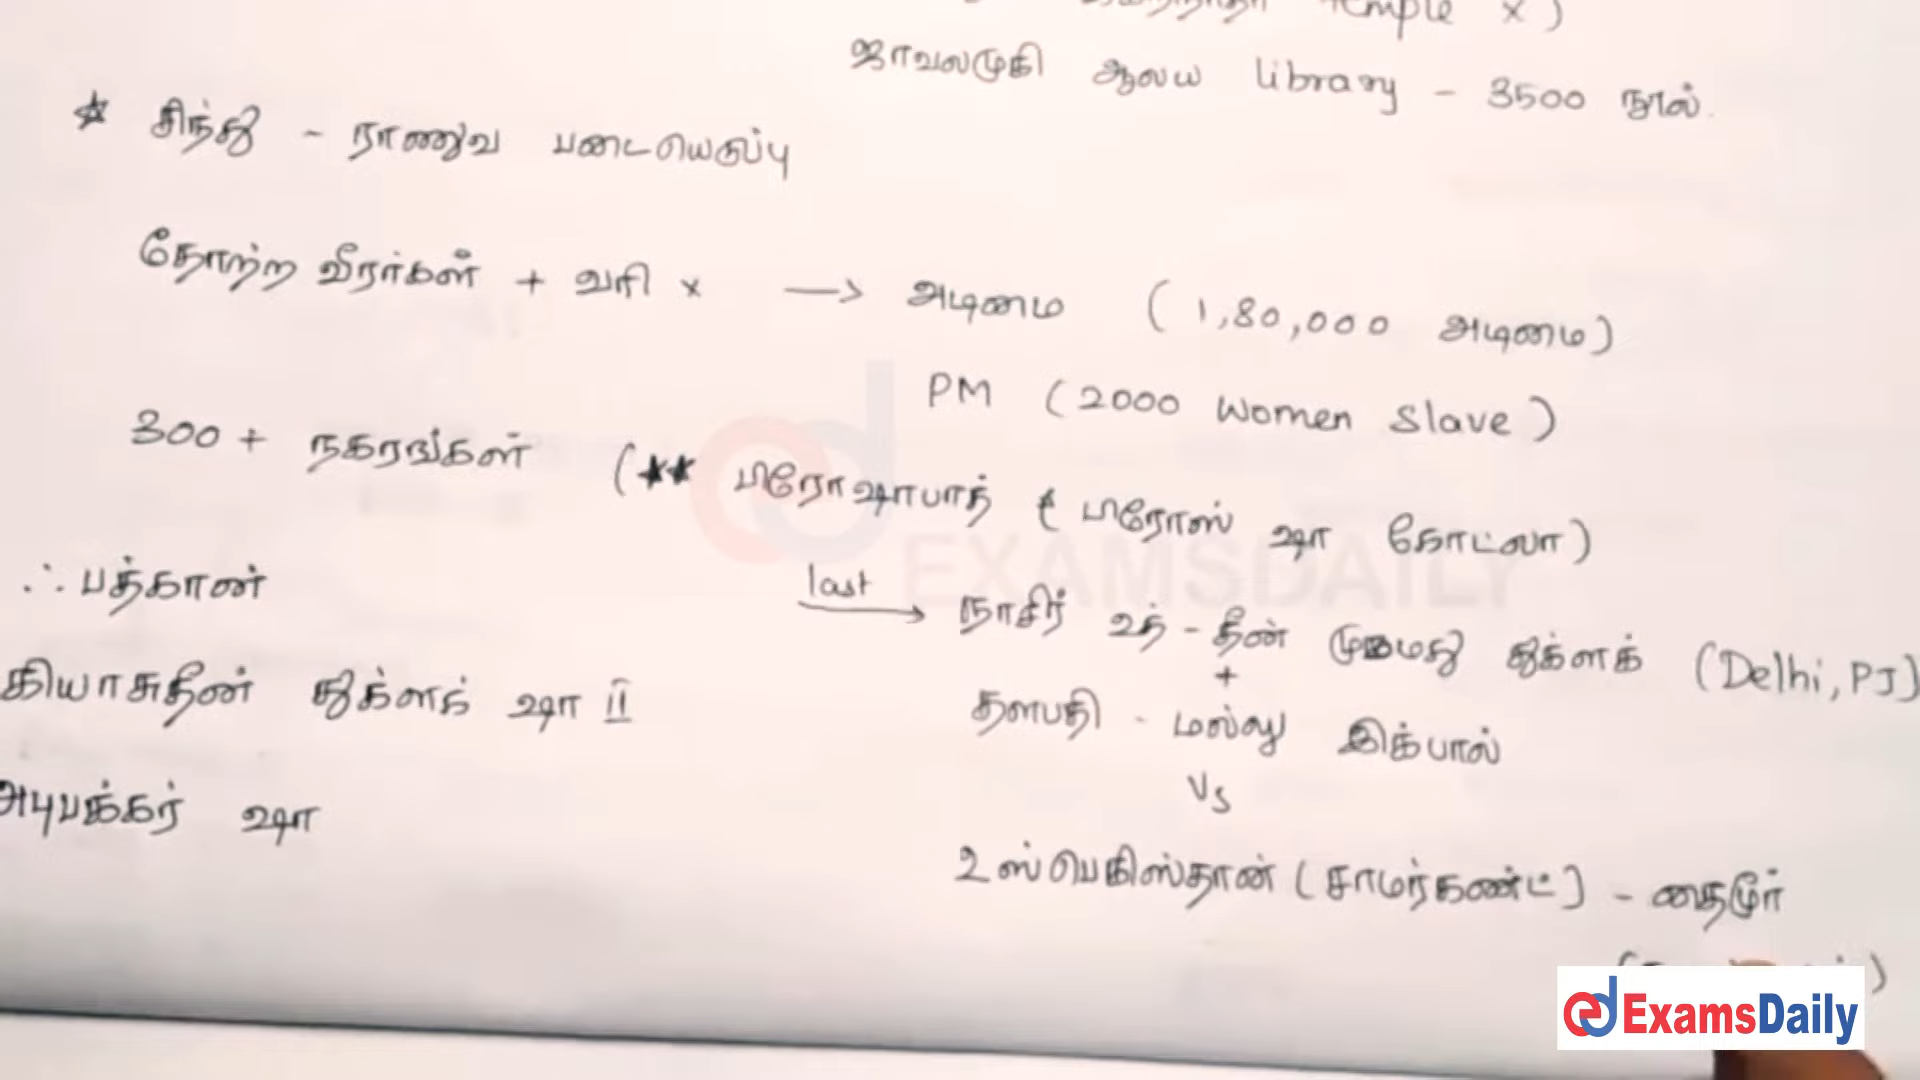 temple x )
ஜாவலமுகி ஆலய library - 3500 நூல்.
* சிந்து - ராணுவ படையெடுப்பு
தோற்ற வீரர்கள் + வரி x → அடிமை ( 1,80,000 அடிமை )
PM ( 2000 women slave )
300 + நகரங்கள் ( ** பிரோஷாபாத் & பிரோஸ் ஷா கோட்லா )
∴ பத்கான்
last → நாசிர் உத் - தீன் முகமது துக்ளக் (Delhi, PJ)
கியாசுதீன் துக்ளக் ஷா II
+
தளபதி - மல்லு இக்பால்
Vs
அபுபக்கர் ஷா
உஸ்பெகிஸ்தான் ( சாமர்கண்ட் ) - தைமூர்
EXAMSDAILY
ExamsDaily